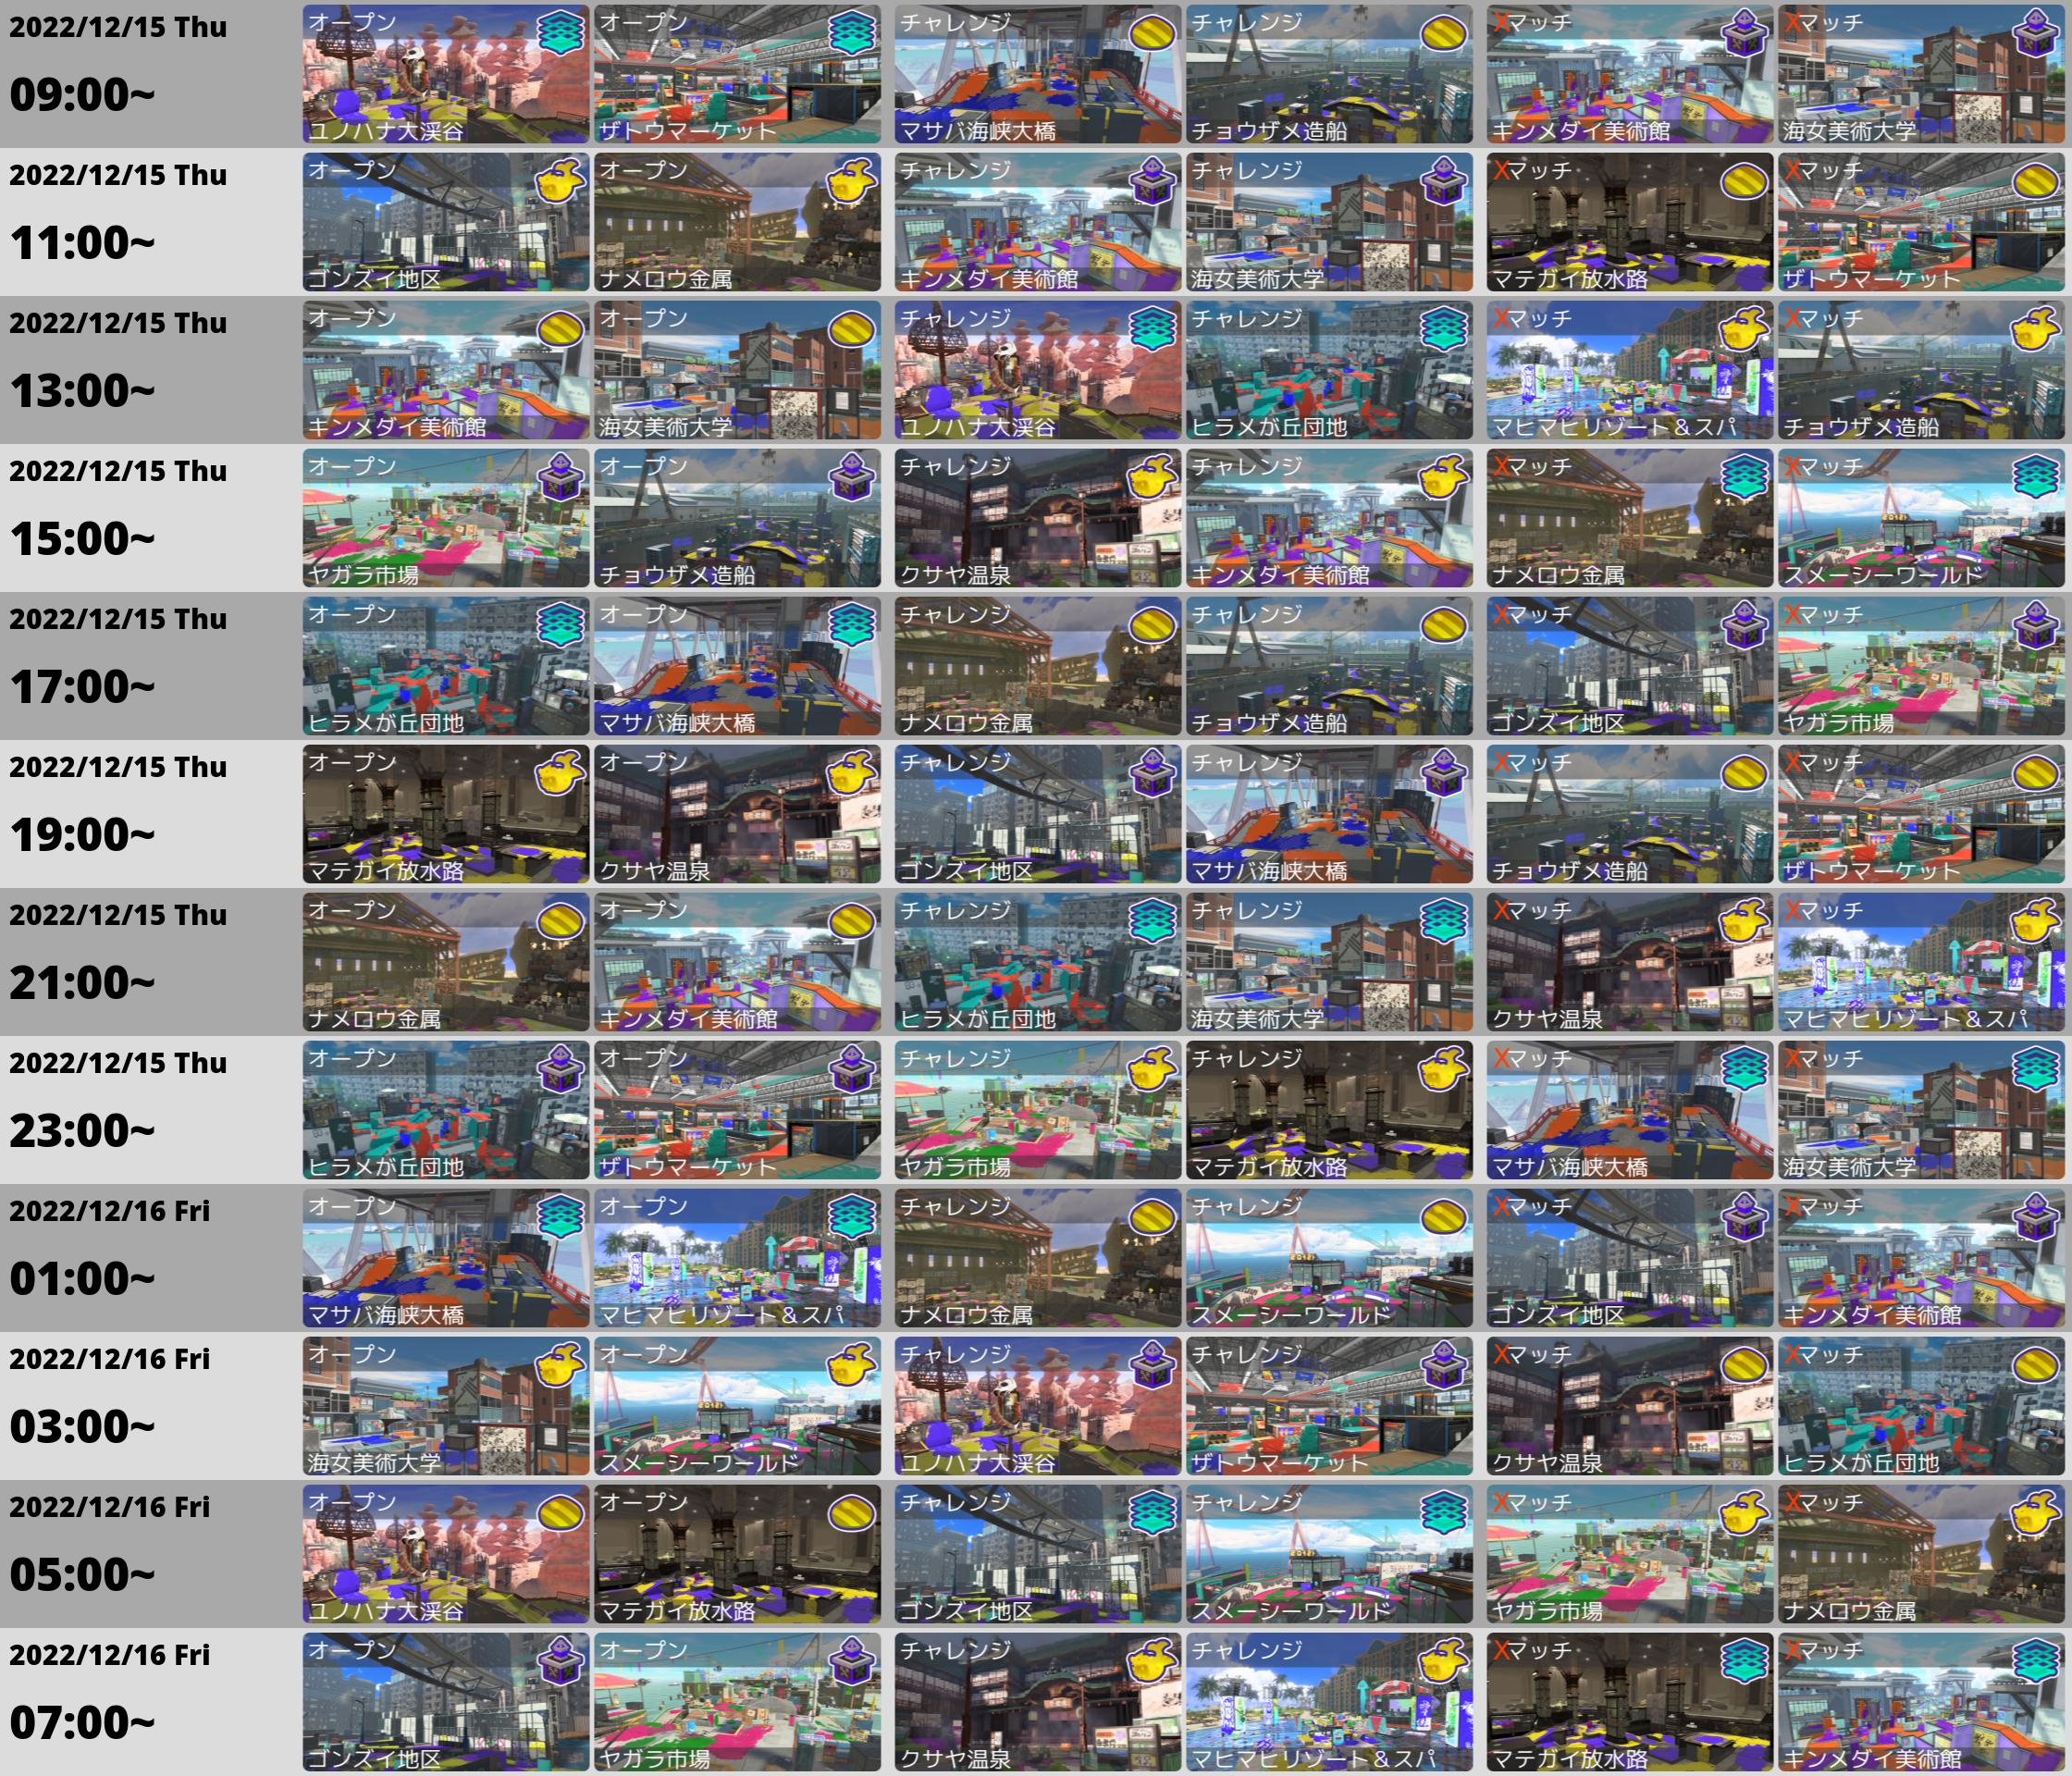 2022/12/15 Thu
09:00~
オープン オープン チャレンジ チャレンジ Xマッチ Xマッチ
ユノハナ大渓谷 ザトウマーケット マサバ海峡大橋 チョウザメ造船 キンメダイ美術館 海女美術大学
2022/12/15 Thu
11:00~
オープン オープン チャレンジ チャレンジ Xマッチ Xマッチ
ゴンズイ地区 ナメロウ金属 キンメダイ美術館 海女美術大学 マテガイ放水路 ザトウマーケット
2022/12/15 Thu
13:00~
オープン オープン チャレンジ チャレンジ Xマッチ Xマッチ
キンメダイ美術館 海女美術大学 ユノハナ大渓谷 ヒラメが丘団地 マヒマヒリゾート＆スパ チョウザメ造船
2022/12/15 Thu
15:00~
オープン オープン チャレンジ チャレンジ Xマッチ Xマッチ
ヤガラ市場 チョウザメ造船 クサヤ温泉 キンメダイ美術館 ナメロウ金属 スメーシーワールド
2022/12/15 Thu
17:00~
オープン オープン チャレンジ チャレンジ Xマッチ Xマッチ
ヒラメが丘団地 マサバ海峡大橋 ナメロウ金属 チョウザメ造船 ゴンズイ地区 ヤガラ市場
2022/12/15 Thu
19:00~
オープン オープン チャレンジ チャレンジ Xマッチ Xマッチ
マテガイ放水路 クサヤ温泉 ゴンズイ地区 マサバ海峡大橋 チョウザメ造船 ザトウマーケット
2022/12/15 Thu
21:00~
オープン オープン チャレンジ チャレンジ Xマッチ Xマッチ
ナメロウ金属 キンメダイ美術館 ヒラメが丘団地 海女美術大学 クサヤ温泉 マヒマヒリゾート＆スパ
2022/12/15 Thu
23:00~
オープン オープン チャレンジ チャレンジ Xマッチ Xマッチ
ヒラメが丘団地 ザトウマーケット ヤガラ市場 マテガイ放水路 マサバ海峡大橋 海女美術大学
2022/12/16 Fri
01:00~
オープン オープン チャレンジ チャレンジ Xマッチ Xマッチ
マサバ海峡大橋 マヒマヒリゾート＆スパ ナメロウ金属 スメーシーワールド ゴンズイ地区 キンメダイ美術館
2022/12/16 Fri
03:00~
オープン オープン チャレンジ チャレンジ Xマッチ Xマッチ
海女美術大学 スメーシーワールド ユノハナ大渓谷 ザトウマーケット クサヤ温泉 ヒラメが丘団地
2022/12/16 Fri
05:00~
オープン オープン チャレンジ チャレンジ Xマッチ Xマッチ
ユノハナ大渓谷 マテガイ放水路 ゴンズイ地区 スメーシーワールド ヤガラ市場 ナメロウ金属
2022/12/16 Fri
07:00~
オープン オープン チャレンジ チャレンジ Xマッチ Xマッチ
ゴンズイ地区 ヤガラ市場 クサヤ温泉 マヒマヒリゾート＆スパ マテガイ放水路 キンメダイ美術館